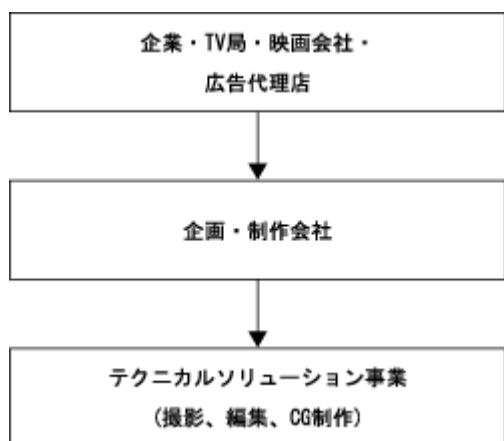 企業・TV局・映画会社・
広告代理店
企画・制作会社
テクニカルソリューション事業
(撮影、編集、CG制作)